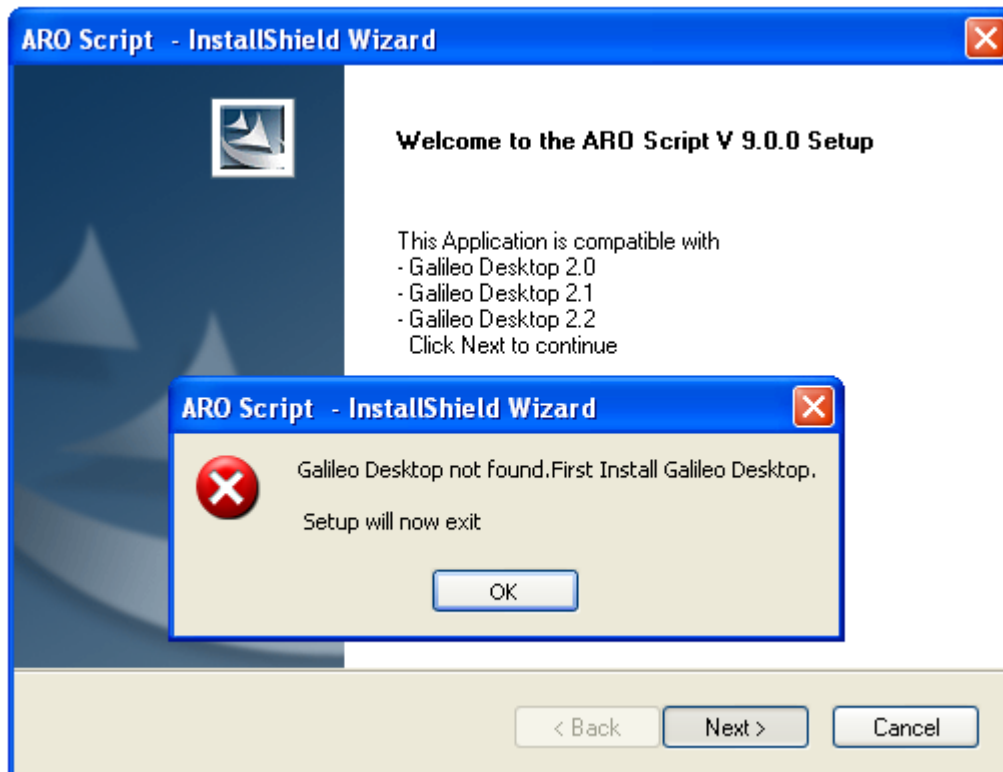 ARO Script - InstallShield Wizard
Welcome to the ARO Script V 9.0.0 Setup
This Application is compatible with
- Galileo Desktop 2.0
- Galileo Desktop 2.1
- Galileo Desktop 2.2
Click Next to continue
ARO Script - InstallShield Wizard
Galileo Desktop not found.First Install Galileo Desktop.
Setup will now exit
OK
< Back Next > Cancel